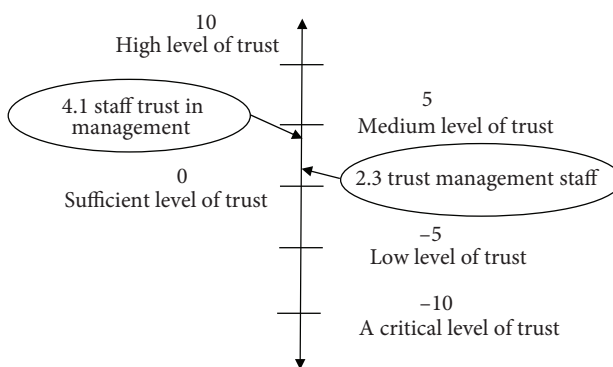 10
High level of trust
4.1 staff trust in
management
5
Medium level of trust
0
Sufficient level of trust
2.3 trust management staff
–5
Low level of trust
–10
A critical level of trust